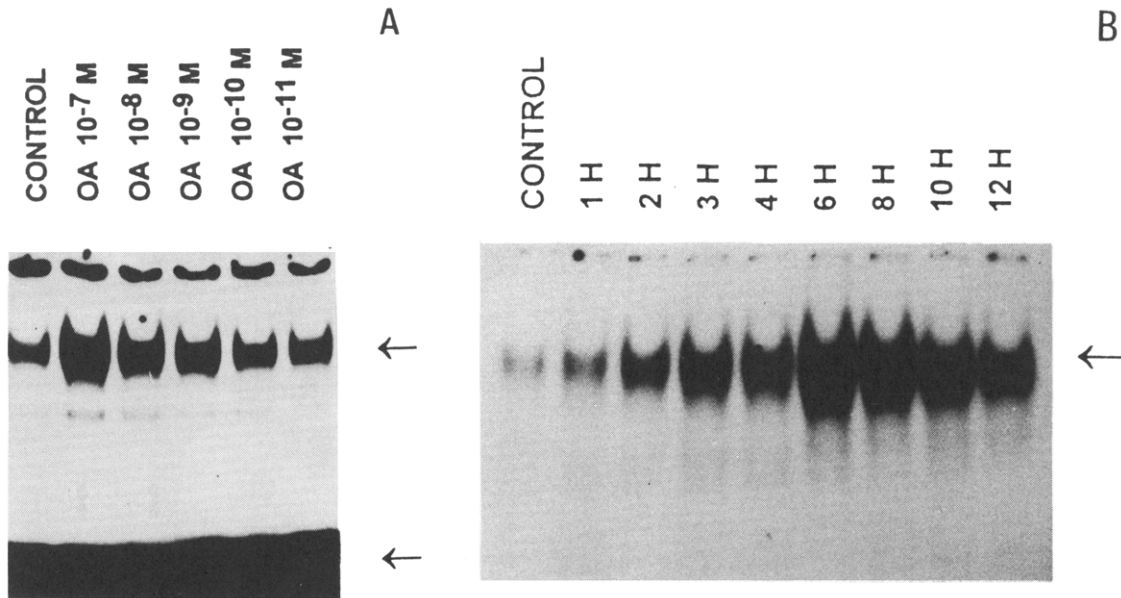 A
CONTROL
OA 10-7 M
OA 10-8 M
OA 10-9 M
OA 10-10 M
OA 10-11 M
B
CONTROL
1 H
2 H
3 H
4 H
6 H
8 H
10 H
12 H